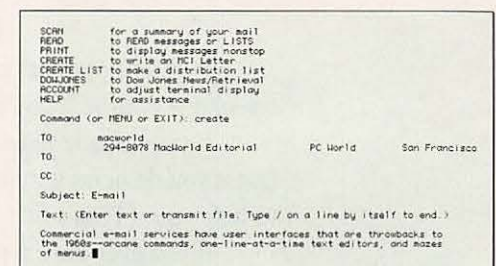 SCAN for a summary of your mail
READ to READ messages or LISTS
PRINT to display messages nonstop
CREATE to write an MCI Letter
CREATE LIST to make a distribution list
DOWJONES to Dow Jones News/Retrieval
ACCOUNT to adjust terminal display
HELP for assistance
Command (or MENU or EXIT): create
TO: macworld
294-8078 MacWorld Editorial PC World San Francisco
TO:
CC:
Subject: E-mail
Text: (Enter text or transmit file. Type / on a line by itself to end.)
Commercial e-mail services have user interfaces that are throwbacks to
the 1960s--arcane commands, one-line-at-a-time text editors, and mazes
of menus.